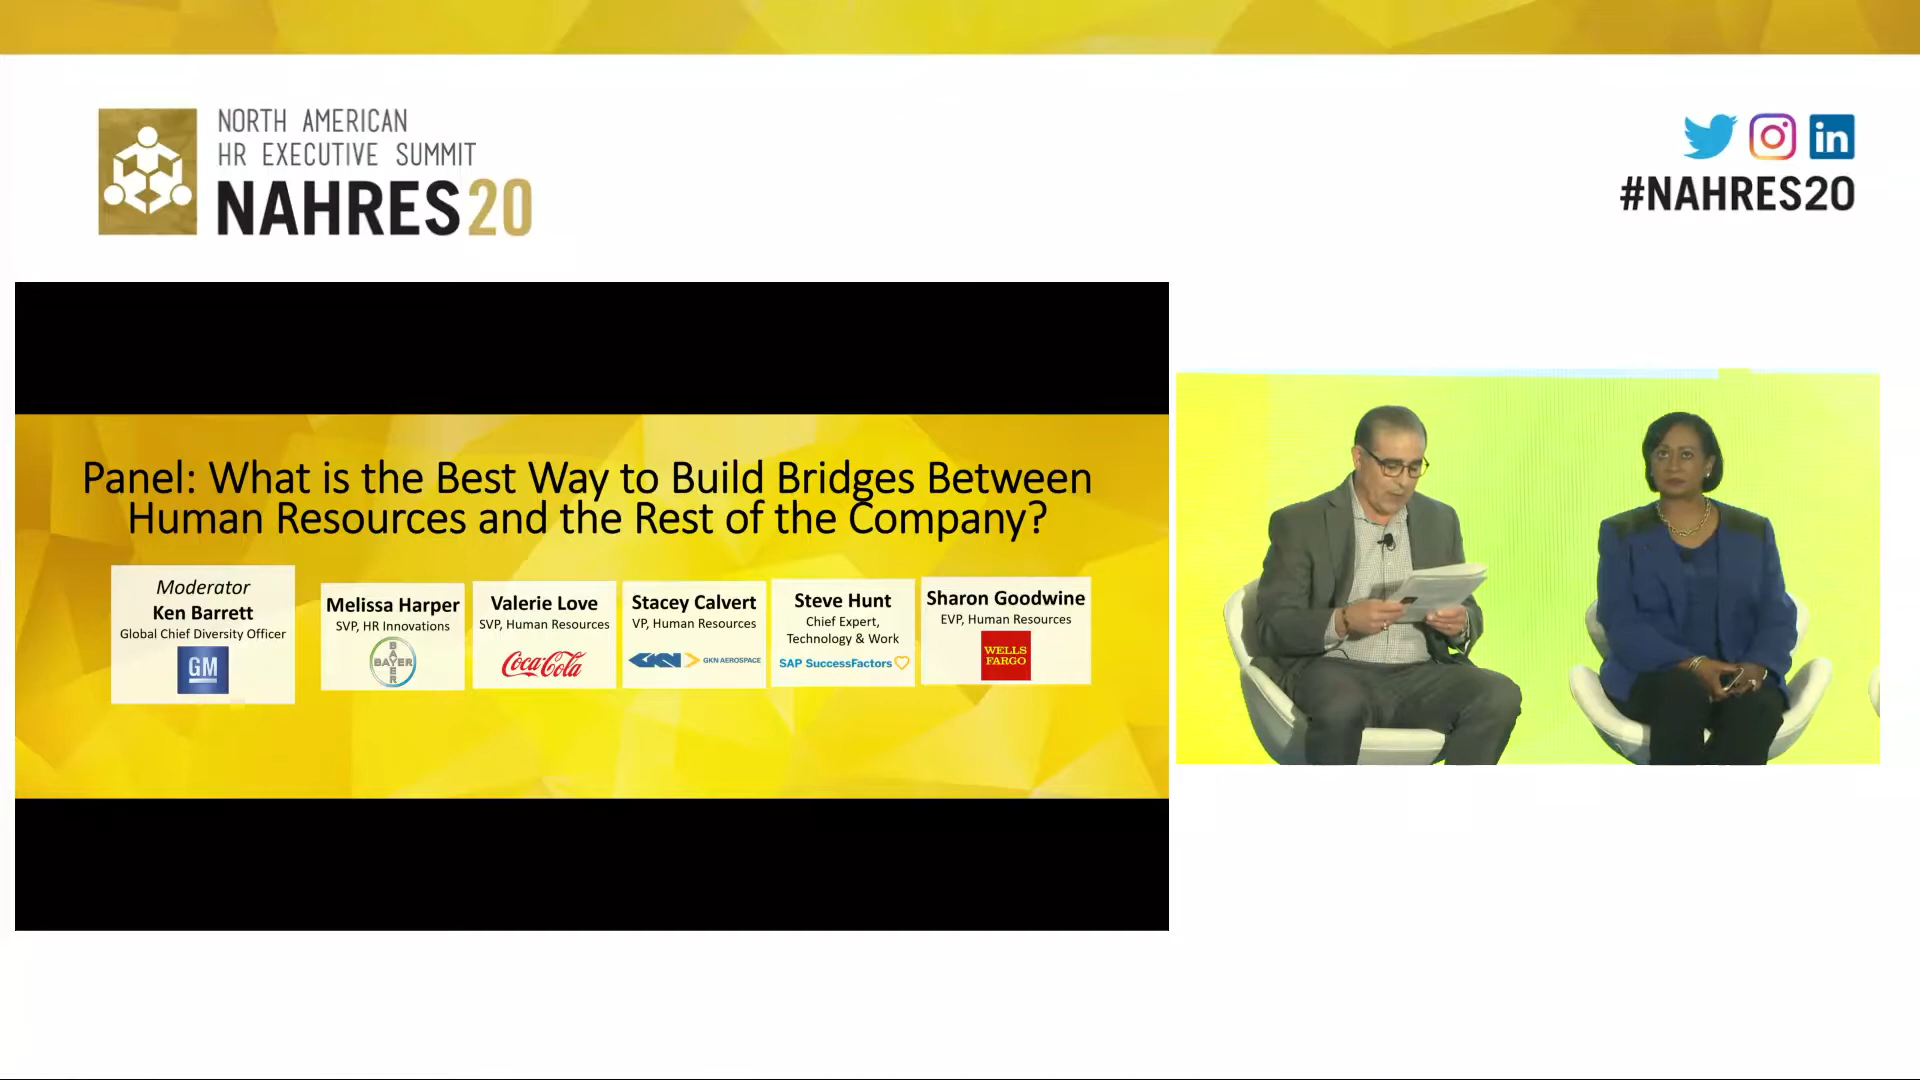 NORTH AMERICAN
HR EXECUTIVE SUMMIT
NAHRES20
#NAHRES20
Panel: What is the Best Way to Build Bridges Between
Human Resources and the Rest of the Company?
Moderator
Ken Barrett
Global Chief Diversity Officer
GM
Melissa Harper
SVP, HR Innovations
BAYER
BAYER
Valerie Love
SVP, Human Resources
Coca-Cola
Stacey Calvert
VP, Human Resources
GKN GKN AEROSPACE
Steve Hunt
Chief Expert,
Technology & Work
SAP SuccessFactors
Sharon Goodwine
EVP, Human Resources
WELLS
FARGO